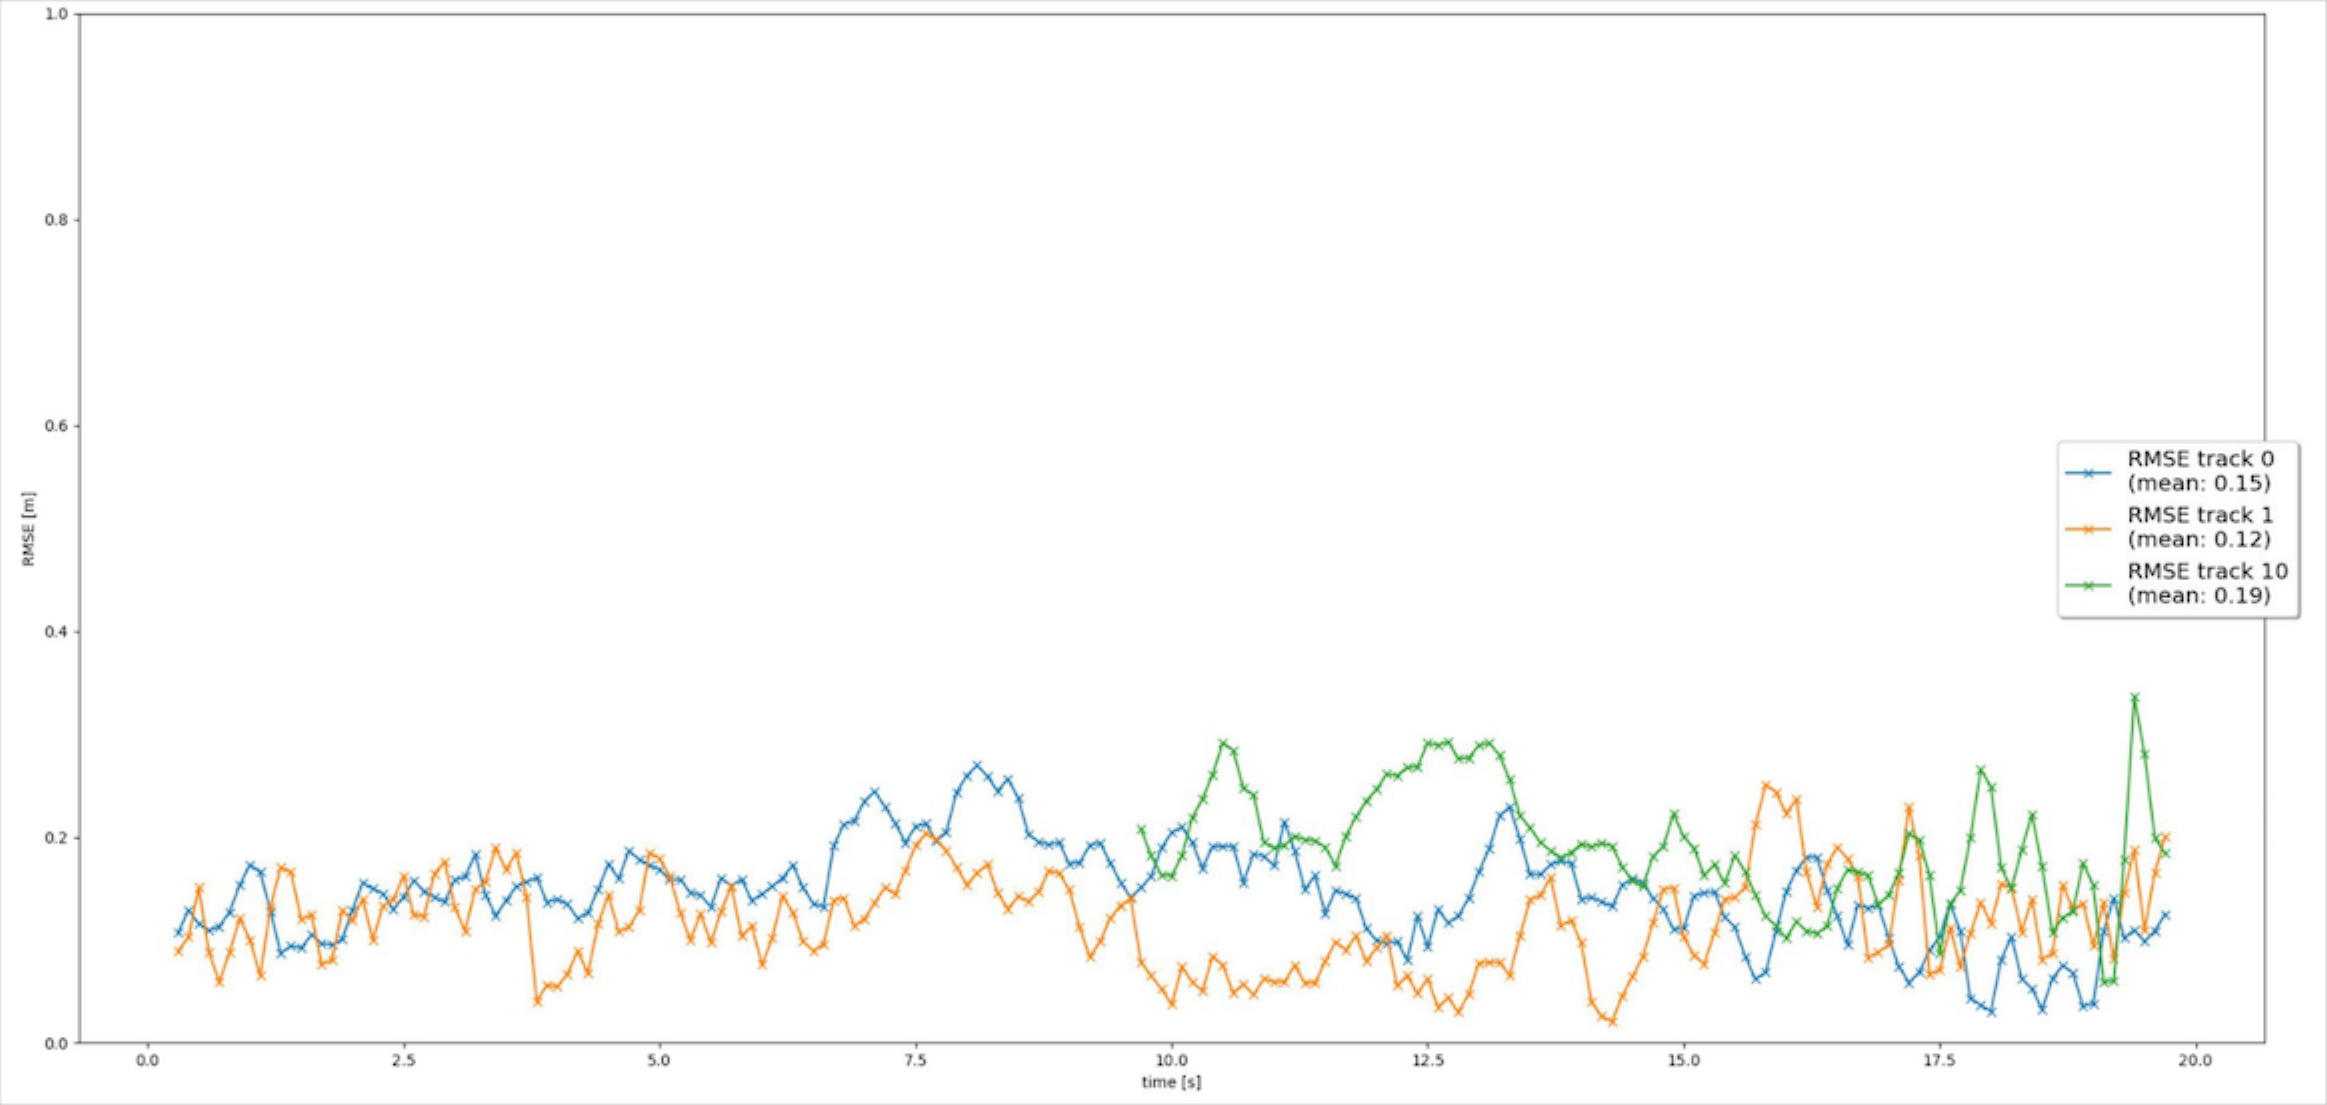 1.0
0.8
0.6
0.4
0.2
0.0
RMSE [m]
0.0 2.5 5.0 7.5 10.0 12.5 15.0 17.5 20.0
time [s]
RMSE track 0
(mean: 0.15)
RMSE track 1
(mean: 0.12)
RMSE track 10
(mean: 0.19)